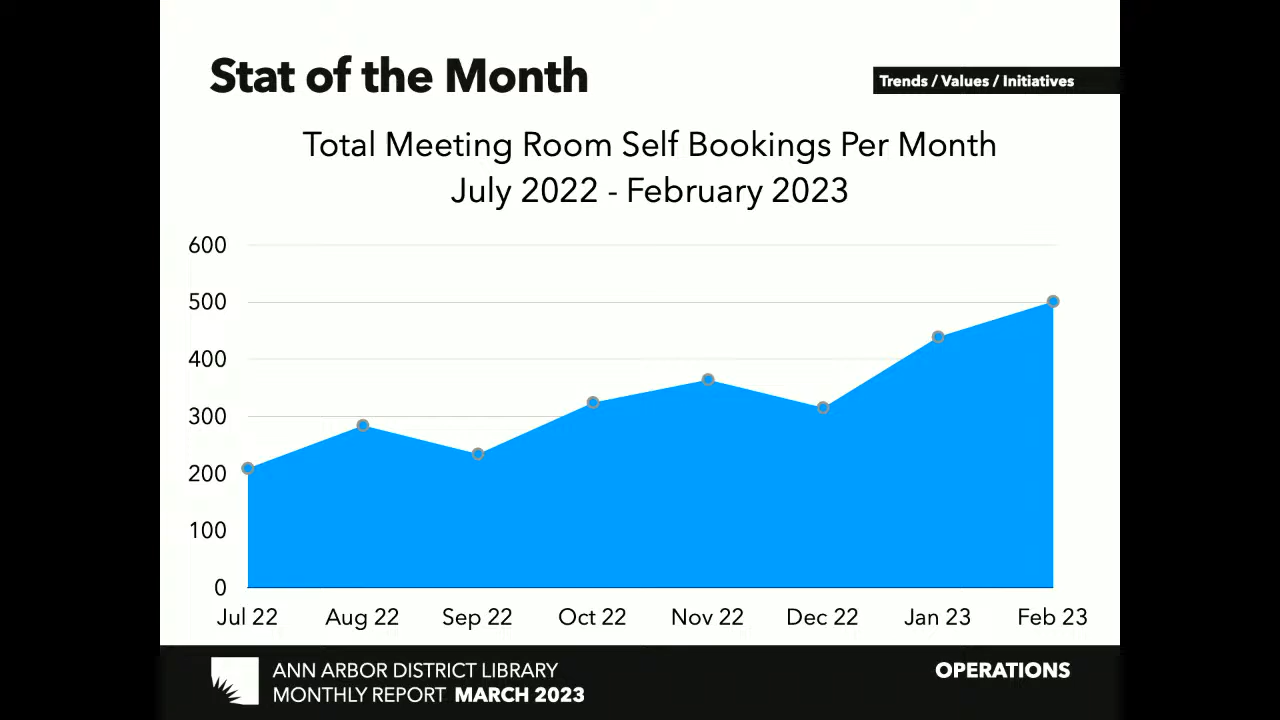 Stat of the Month
Trends / Values / Initiatives
Total Meeting Room Self Bookings Per Month
July 2022 - February 2023
600
500
400
300
200
100
0
Jul 22 Aug 22 Sep 22 Oct 22 Nov 22 Dec 22 Jan 23 Feb 23
ANN ARBOR DISTRICT LIBRARY
MONTHLY REPORT MARCH 2023
OPERATIONS